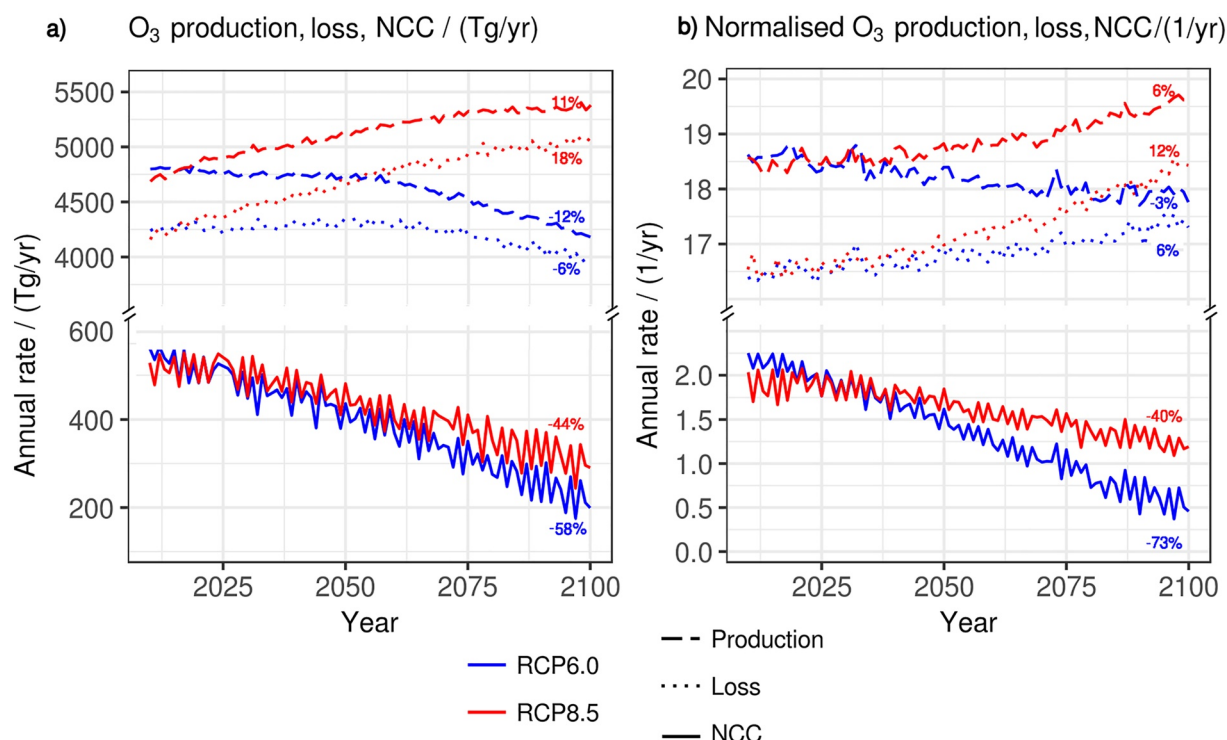 a) O3 production, loss, NCC / (Tg/yr)
b) Normalised O3 production, loss, NCC/(1/yr)
Annual rate / (Tg/yr)
5500
5000
4500
4000
600
400
200
11%
18%
-12%
-6%
-44%
-58%
2025 2050 2075 2100
Year
Annual rate / (1/yr)
20
19
18
17
2.0
1.5
1.0
0.5
0.0
6%
12%
-3%
6%
-40%
-73%
2025 2050 2075 2100
Year
RCP6.0
RCP8.5
Production
Loss
NCC